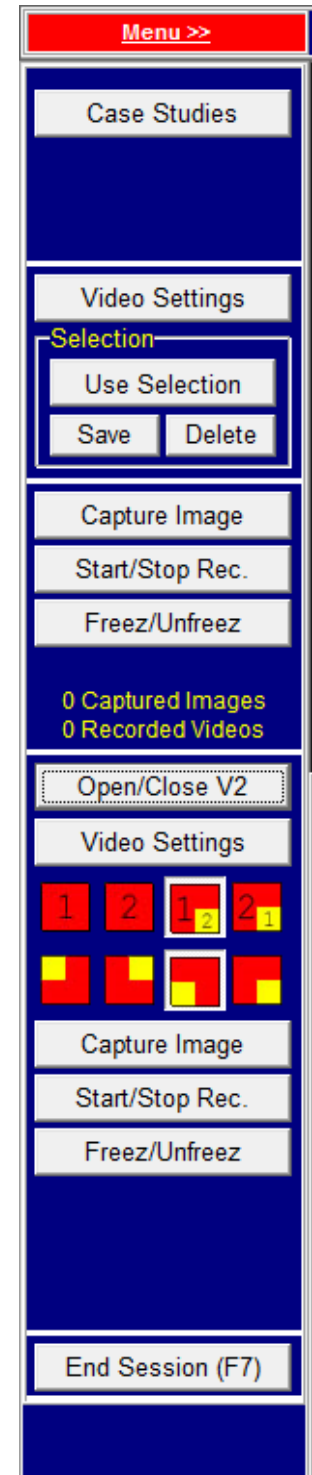 Menu >>
Case Studies
Video Settings
Selection
Use Selection
Save Delete
Capture Image
Start/Stop Rec.
Freez/Unfreez
0 Captured Images
0 Recorded Videos
Open/Close V2
Video Settings
1 2 1 2 2 1
Capture Image
Start/Stop Rec.
Freez/Unfreez
End Session (F7)